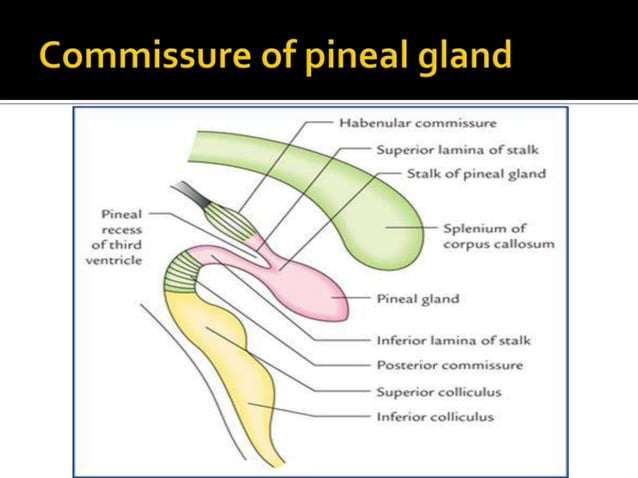 Commissure of pineal gland
Habenular commissure
Superior lamina of stalk
Stalk of pineal gland
Pineal
recess
of third
ventricle
Splenium of
corpus callosum
Pineal gland
Inferior lamina of stalk
Posterior commissure
Superior colliculus
Inferior colliculus